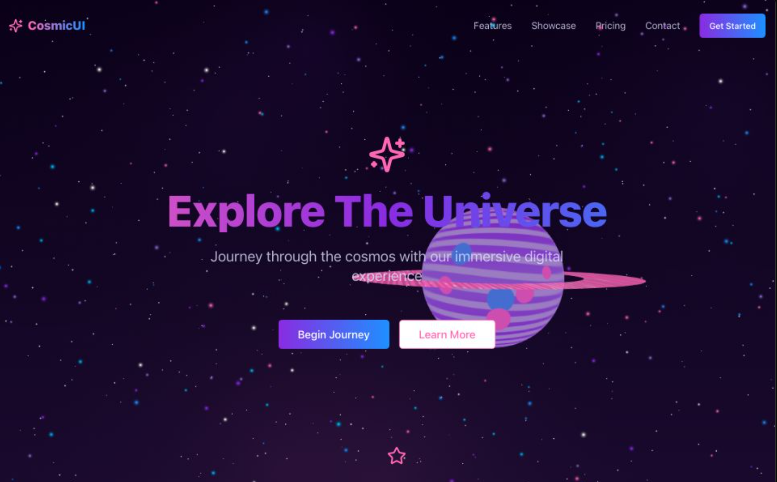 CosmicUI
Features Showcase Pricing Contact Get Started
Explore The Universe
Journey through the cosmos with our immersive digital
experience
Begin Journey Learn More